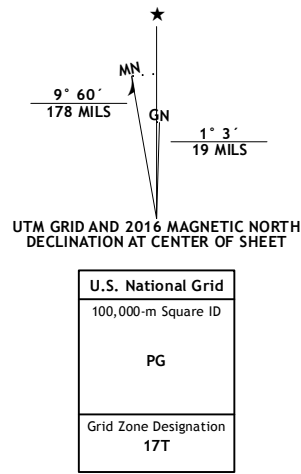 ★
MN
9° 60´
178 MILS
GN
1° 3´
19 MILS
UTM GRID AND 2016 MAGNETIC NORTH
DECLINATION AT CENTER OF SHEET
U.S. National Grid
100,000-m Square ID
PG
Grid Zone Designation
17T